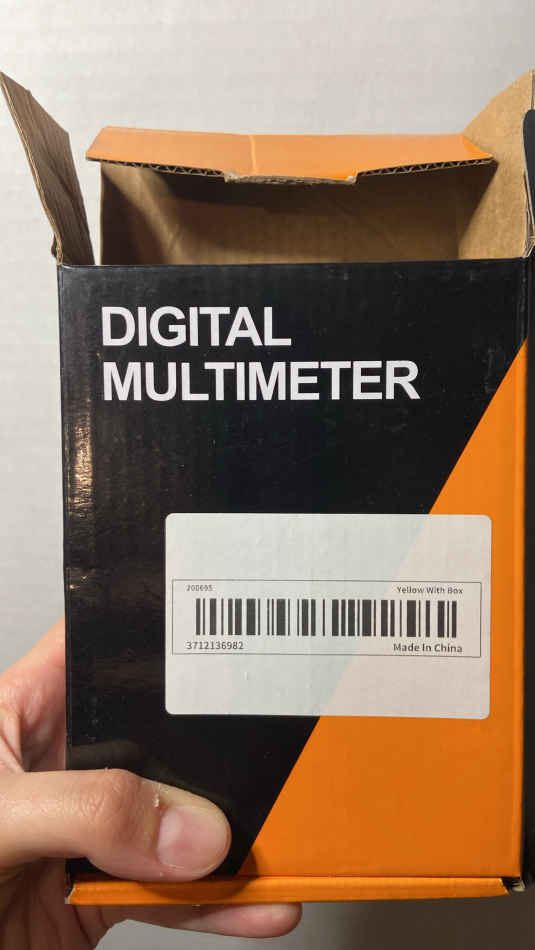 DIGITAL
MULTIMETER
200695 Yellow With Box
3712136982 Made In China